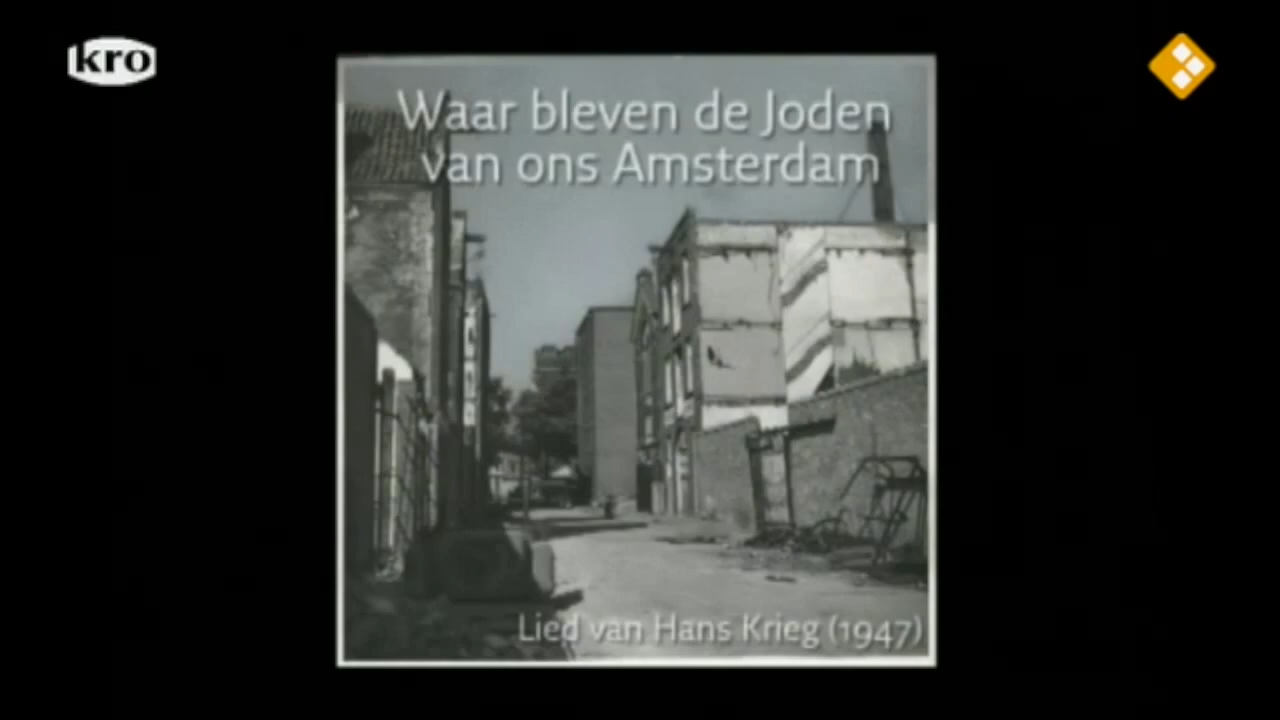 kro
Waar bleven de Joden
van ons Amsterdam
Lied van Hans Krieg (1947)